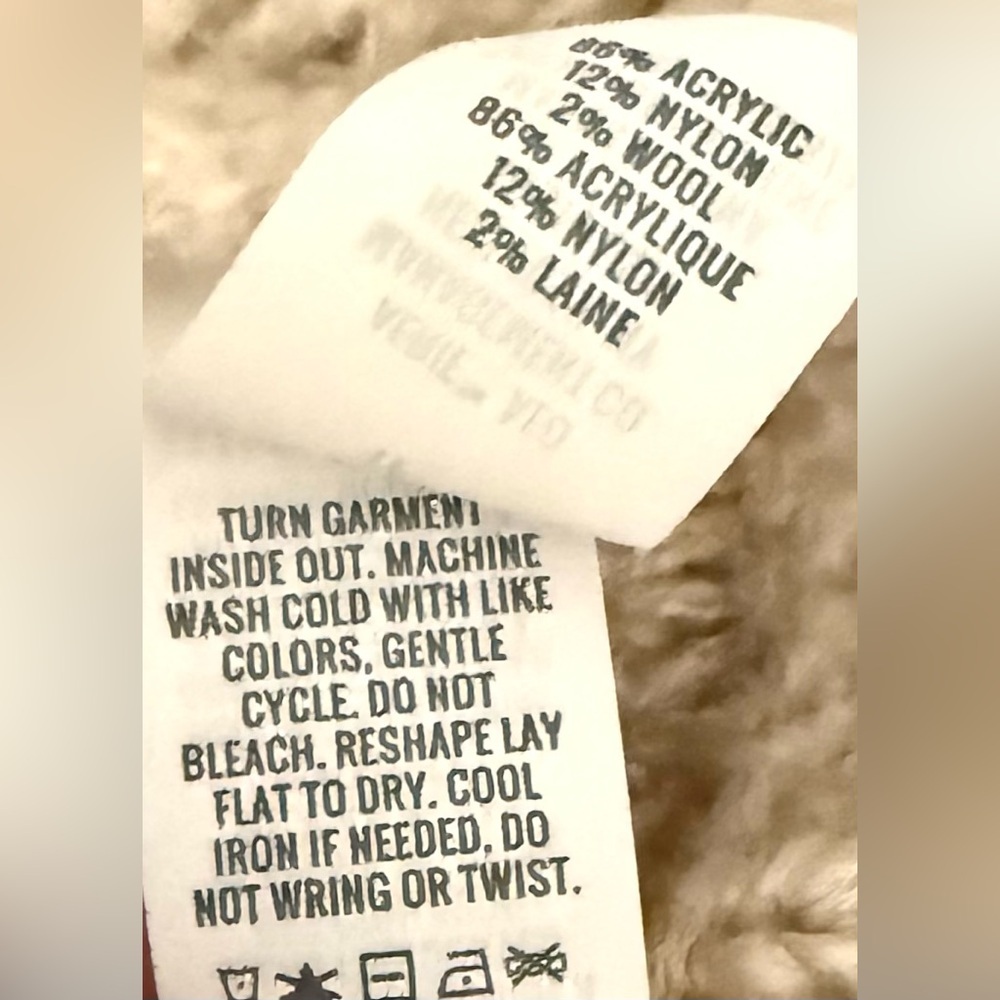 86% ACRYLIC
12% NYLON
2% WOOL
86% ACRYLIQUE
12% NYLON
2% LAINE
TURN GARMENT
INSIDE OUT. MACHINE
WASH COLD WITH LIKE
COLORS, GENTLE
CYCLE. DO NOT
BLEACH. RESHAPE LAY
FLAT TO DRY. COOL
IRON IF NEEDED. DO
NOT WRING OR TWIST.